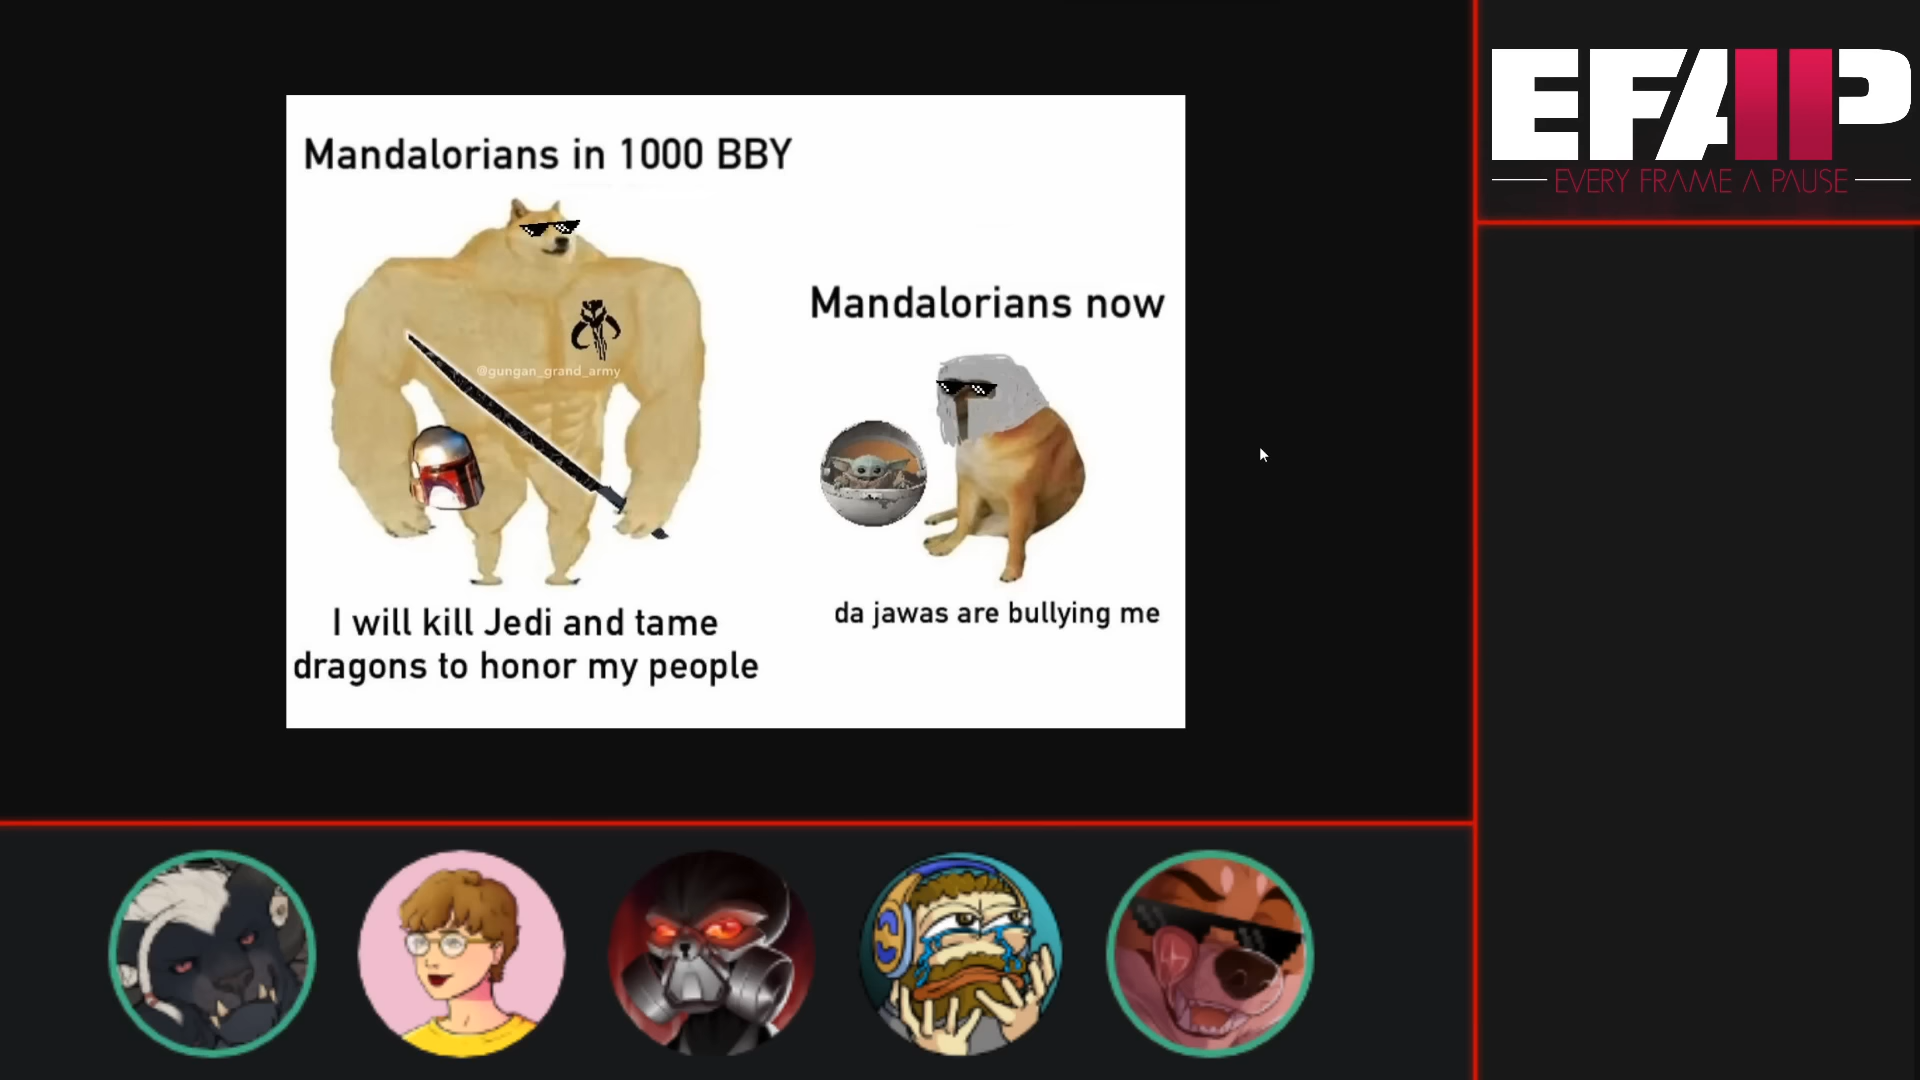 Mandalorians in 1000 BBY
@gungan_grand_army
I will kill Jedi and tame
dragons to honor my people
Mandalorians now
da jawas are bullying me
EFAP
EVERY FRAME A PAUSE